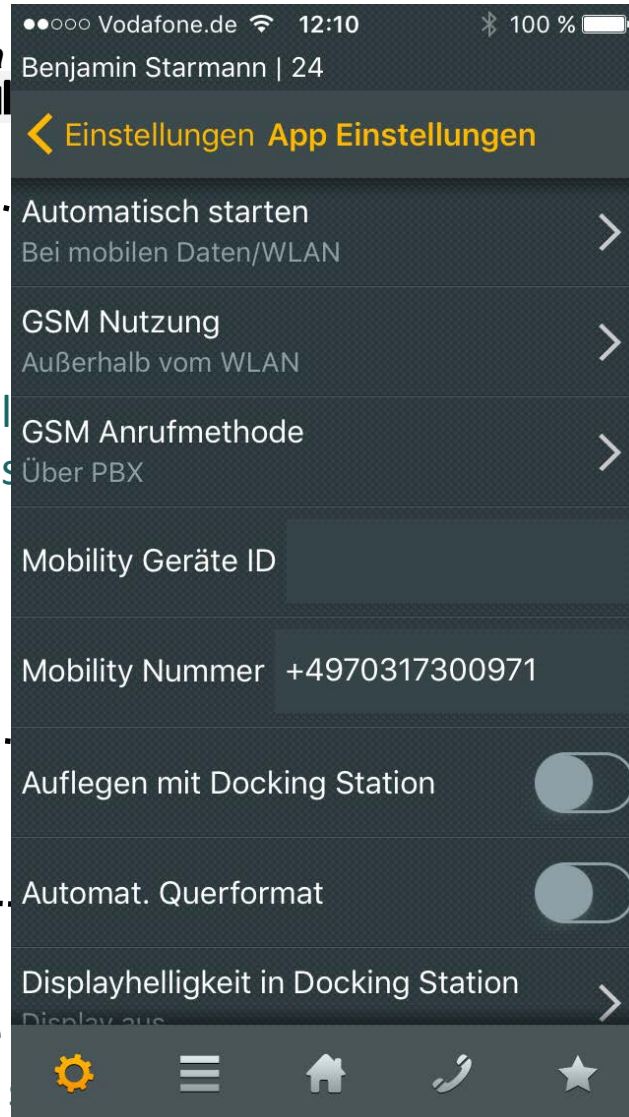 Vodafone.de 12:10 100 %
Benjamin Starmann | 24
Einstellungen App Einstellungen
Automatisch starten
Bei mobilen Daten/WLAN
GSM Nutzung
Außerhalb vom WLAN
GSM Anrufmethode
Über PBX
Mobility Geräte ID
Mobility Nummer +4970317300971
Auflegen mit Docking Station
Automat. Querformat
Displayhelligkeit in Docking Station
Display aus